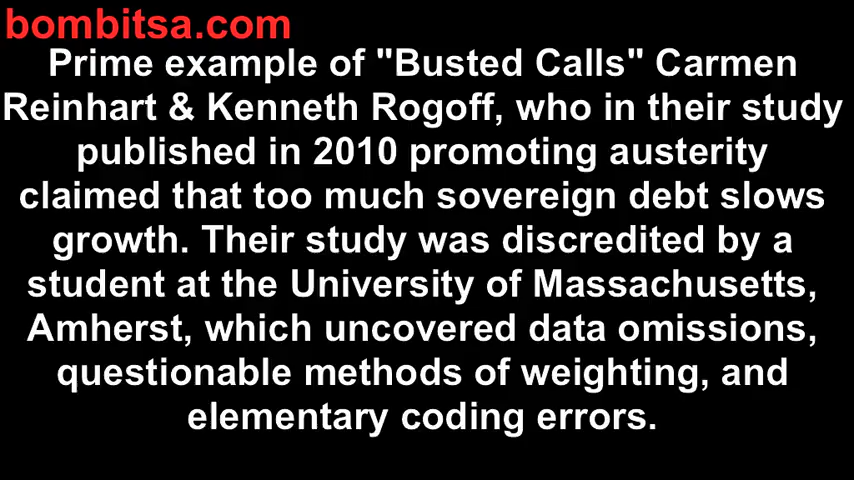 bombitsa.com
Prime example of "Busted Calls" Carmen
Reinhart & Kenneth Rogoff, who in their study
published in 2010 promoting austerity
claimed that too much sovereign debt slows
growth. Their study was discredited by a
student at the University of Massachusetts,
Amherst, which uncovered data omissions,
questionable methods of weighting, and
elementary coding errors.